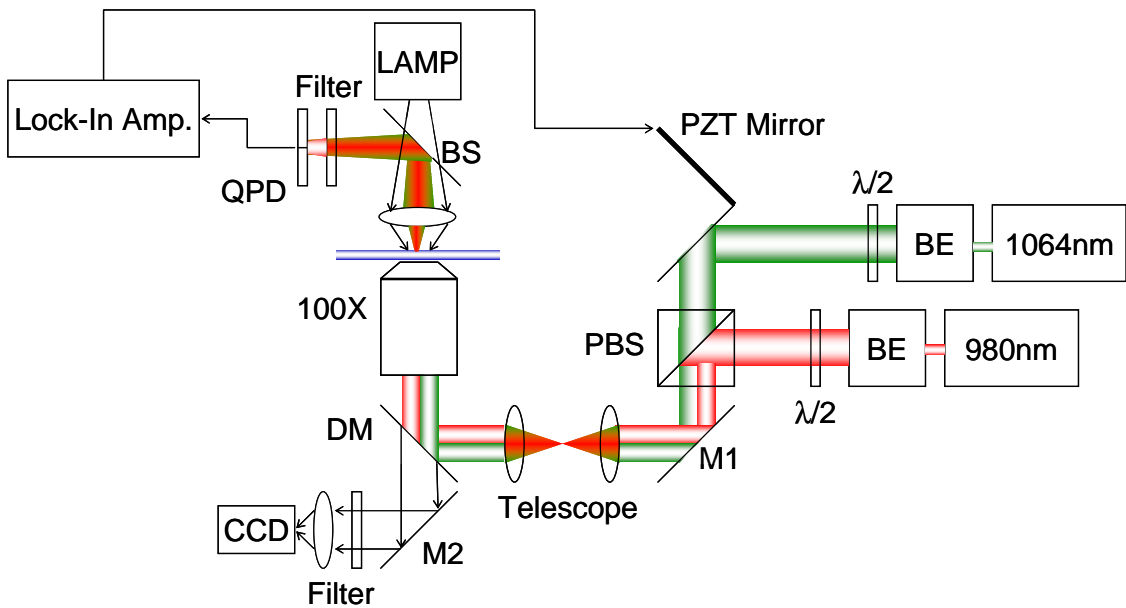 LAMP
Filter
Lock-In Amp.
PZT Mirror
BS
QPD
λ/2
BE
1064nm
100X
PBS
BE
980nm
λ/2
DM
M1
Telescope
CCD
M2
Filter